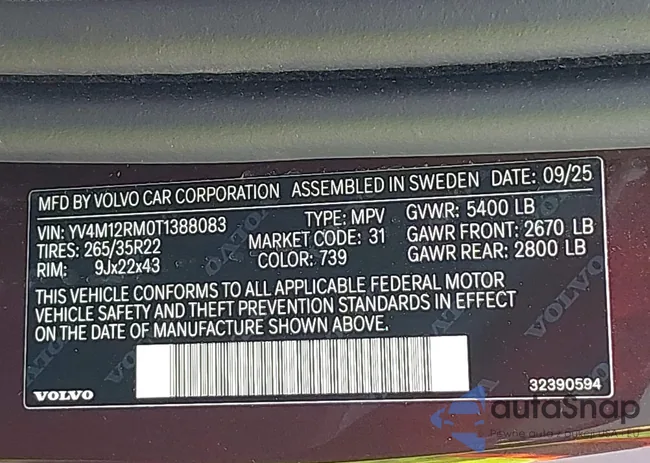 MFD BY VOLVO CAR CORPORATION ASSEMBLED IN SWEDEN DATE: 09/25
VIN: YV4M12RM0T1388083 TYPE: MPV GVWR: 5400 LB
TIRES: 265/35R22 MARKET CODE: 31 GAWR FRONT: 2670 LB
RIM: 9Jx22x43 COLOR: 739 GAWR REAR: 2800 LB
THIS VEHICLE CONFORMS TO ALL APPLICABLE FEDERAL MOTOR
VEHICLE SAFETY AND THEFT PREVENTION STANDARDS IN EFFECT
ON THE DATE OF MANUFACTURE SHOWN ABOVE.
VOLVO 32390594
autoSnap